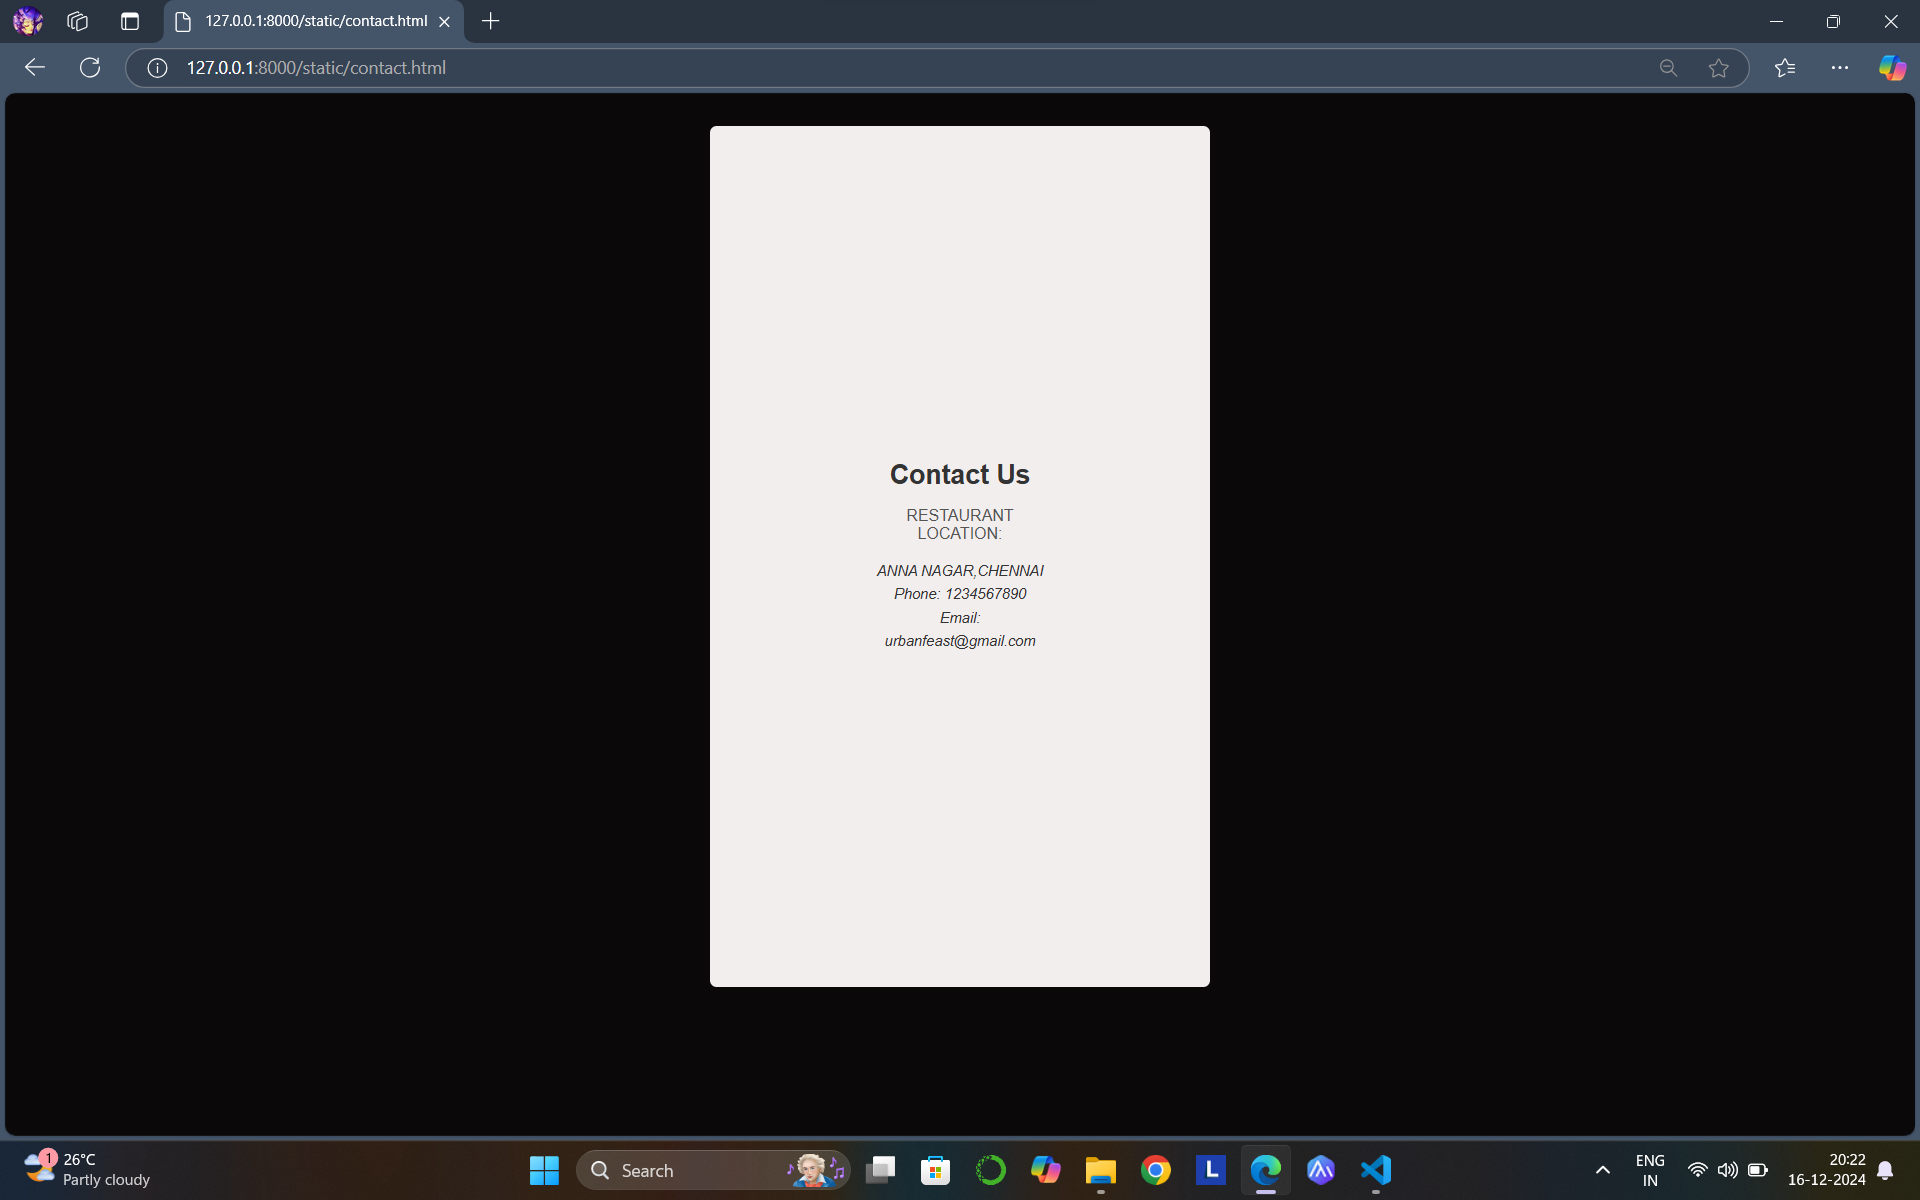 127.0.0.1:8000/static/contact.html
127.0.0.1:8000/static/contact.html
Contact Us
RESTAURANT
LOCATION:
ANNA NAGAR,CHENNAI
Phone: 1234567890
Email:
urbanfeast@gmail.com
1
26°C
Partly cloudy
Search
L
ENG
IN
20:22
16-12-2024